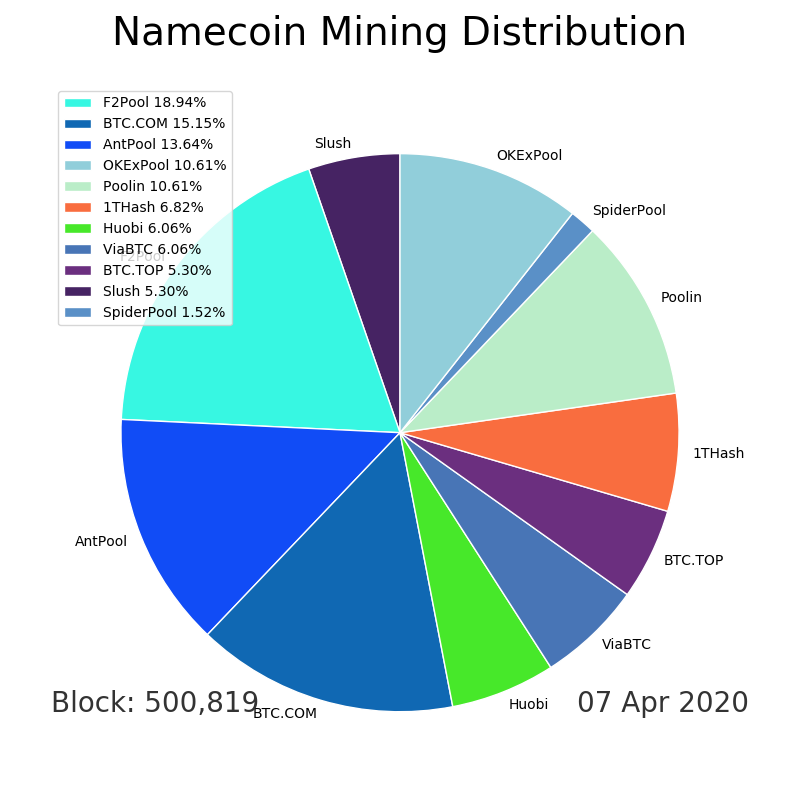 Namecoin Mining Distribution
F2Pool 18.94%
BTC.COM 15.15%
AntPool 13.64%
OKExPool 10.61%
Poolin 10.61%
1THash 6.82%
Huobi 6.06%
ViaBTC 6.06%
BTC.TOP 5.30%
Slush 5.30%
SpiderPool 1.52%
Slush
OKExPool
SpiderPool
F2Pool
Poolin
1THash
AntPool
BTC.TOP
ViaBTC
Huobi
BTC.COM
Block: 500,819
07 Apr 2020